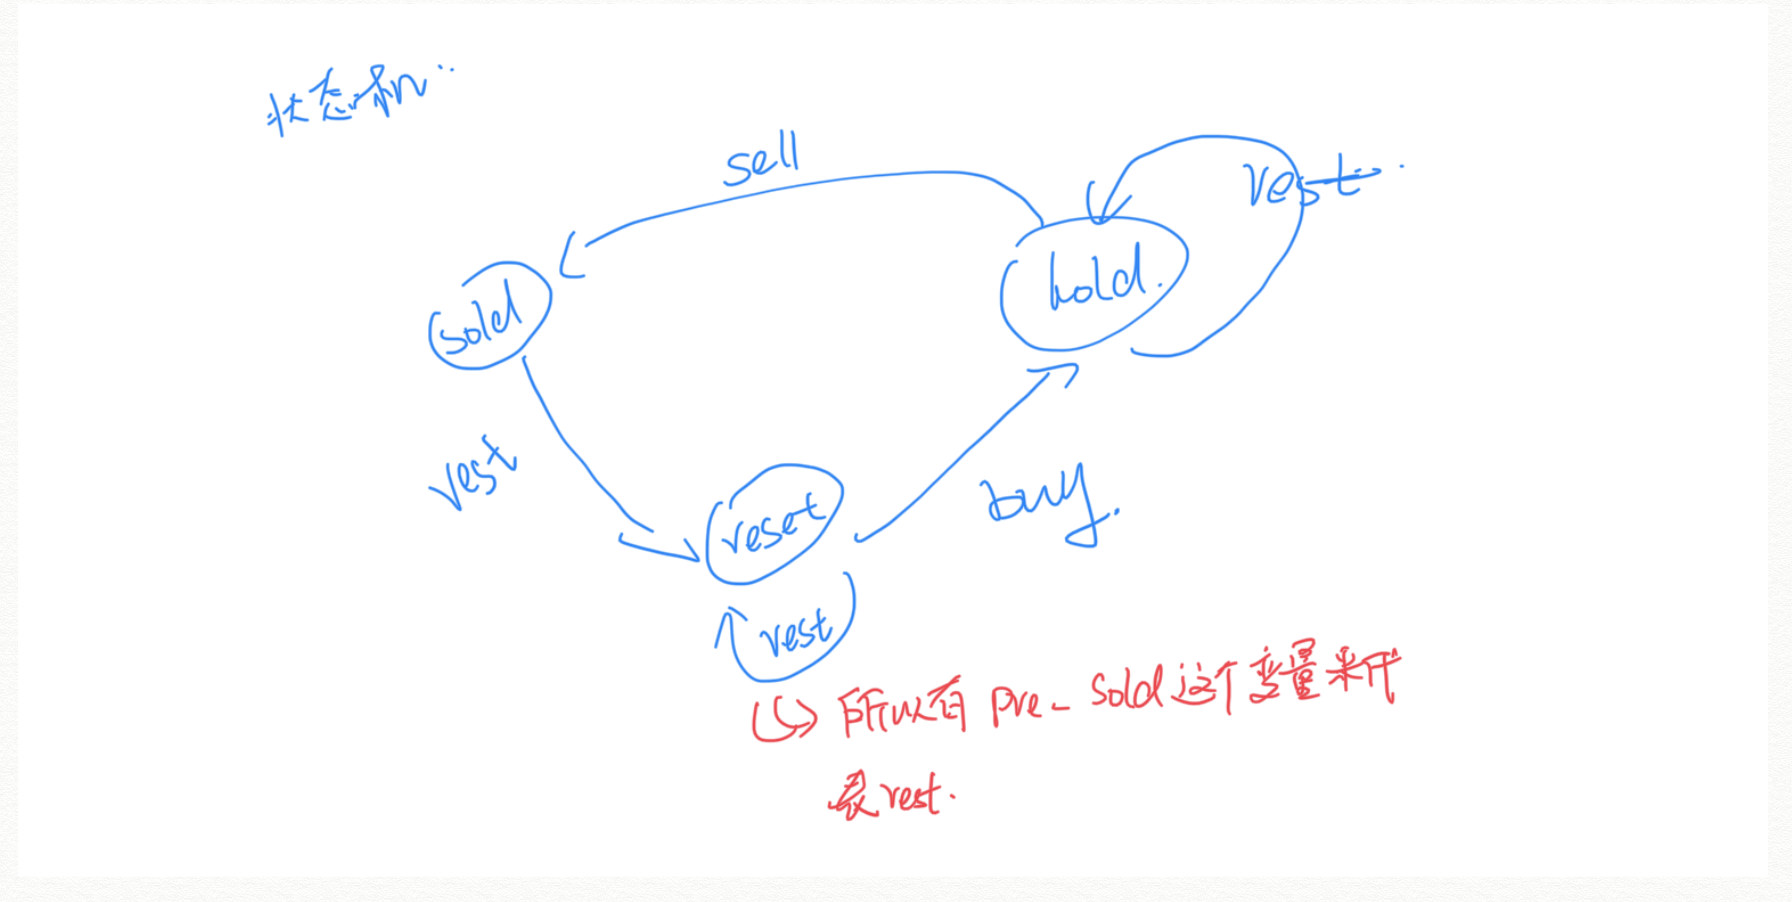 状态机..
sell
rest.
hold.
sold
rest
reset
buy.
rest
所以有 pre_sold 这个变量来代
表 rest.